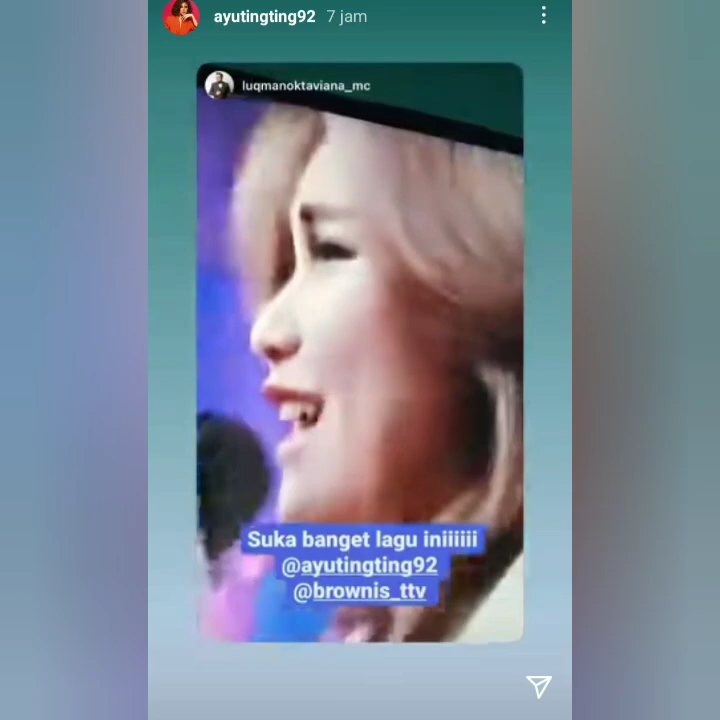 ayutingting92 7 jam
luqmanoktaviana_mc
Suka banget lagu iniiiiii
@ayutingting92
@brownis_ttv